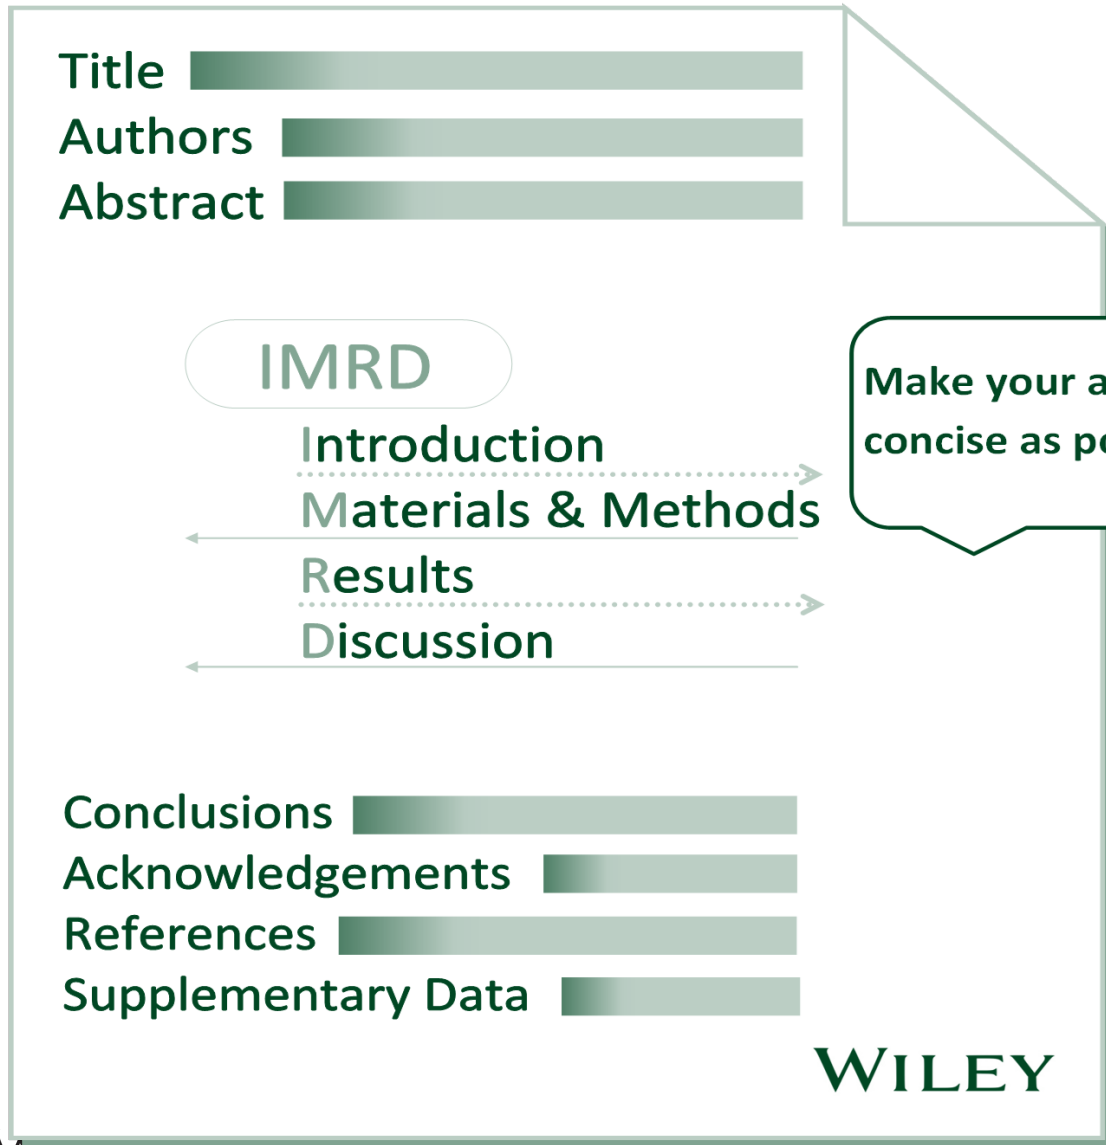 Title
Authors
Abstract
IMRD
Introduction
Materials & Methods
Results
Discussion
Make your a
concise as po
Conclusions
Acknowledgements
References
Supplementary Data
WILEY